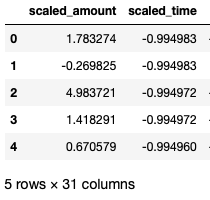 scaled_amount scaled_time
0 1.783274 -0.994983
1 -0.269825 -0.994983
2 4.983721 -0.994972
3 1.418291 -0.994972
4 0.670579 -0.994960
5 rows × 31 columns